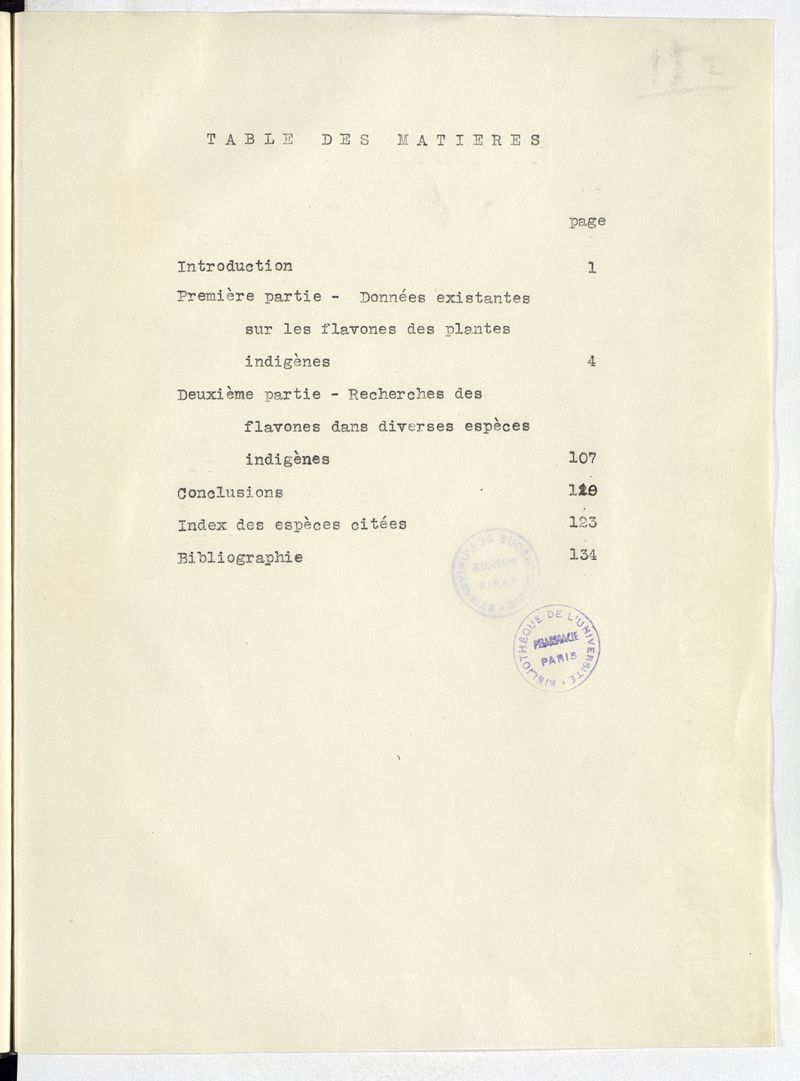 TABLE DES MATIERES
page
Introduction 1
Première partie - Données existantes
sur les flavones des plantes
indigènes 4
Deuxième partie - Recherches des
flavones dans diverses espèces
indigènes 107
Conclusions
Index des espèces citées 123
Bibliographie 134
BIBLIOTHÈQUE DE L'UNIVERSITÉ
PHARMACIE
PARIS